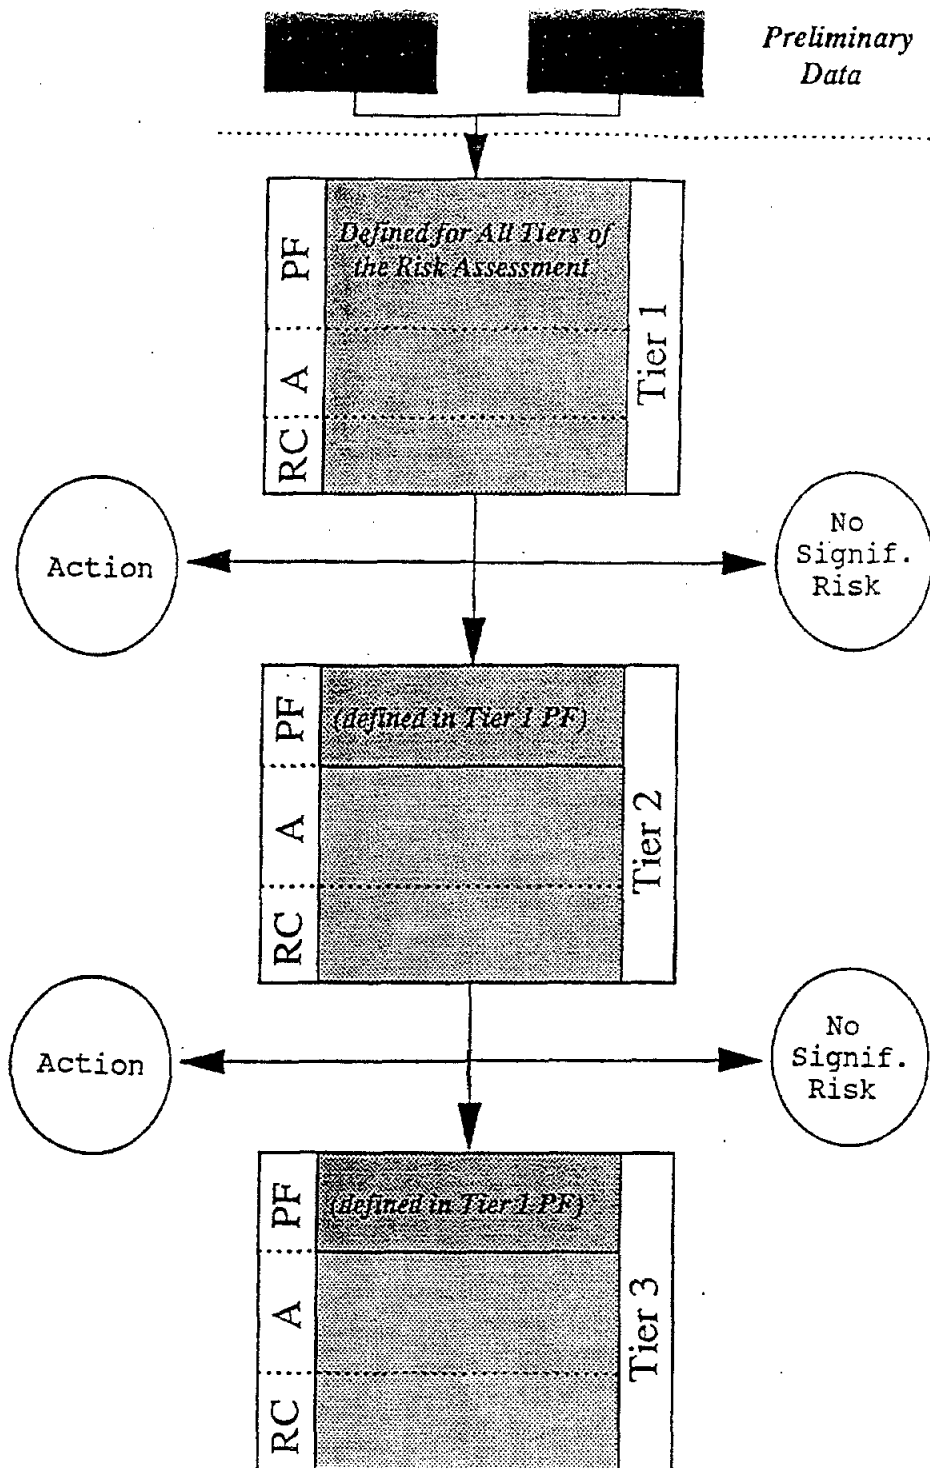 Preliminary
Data
PF
Defined for All Tiers of
the Risk Assessment
A
RC
Tier 1
Action
No
Signif.
Risk
PF
(defined in Tier 1 PF)
A
RC
Tier 2
Action
No
Signif.
Risk
PF
(defined in Tier 1 PF)
A
RC
Tier 3